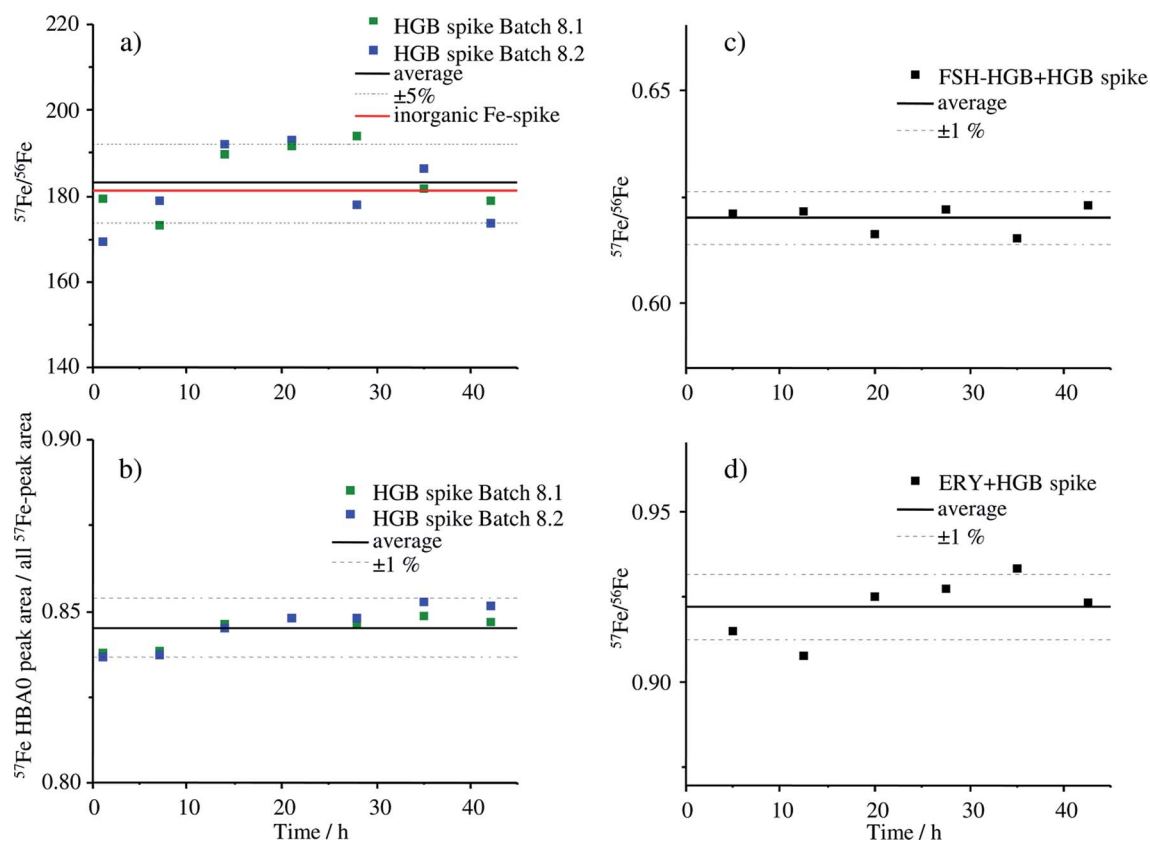 a)
HGB spike Batch 8.1
HGB spike Batch 8.2
average
±5%
inorganic Fe-spike
⁵⁷Fe/⁵⁶Fe
220
200
180
160
140
0 10 20 30 40
c)
FSH-HGB+HGB spike
average
±1 %
⁵⁷Fe/⁵⁶Fe
0.65
0.60
0 10 20 30 40
b)
HGB spike Batch 8.1
HGB spike Batch 8.2
average
±1 %
⁵⁷Fe HBA0 peak area / all ⁵⁷Fe-peak area
0.90
0.85
0.80
0 10 20 30 40
Time / h
d)
ERY+HGB spike
average
±1 %
⁵⁷Fe/⁵⁶Fe
0.95
0.90
0 10 20 30 40
Time / h